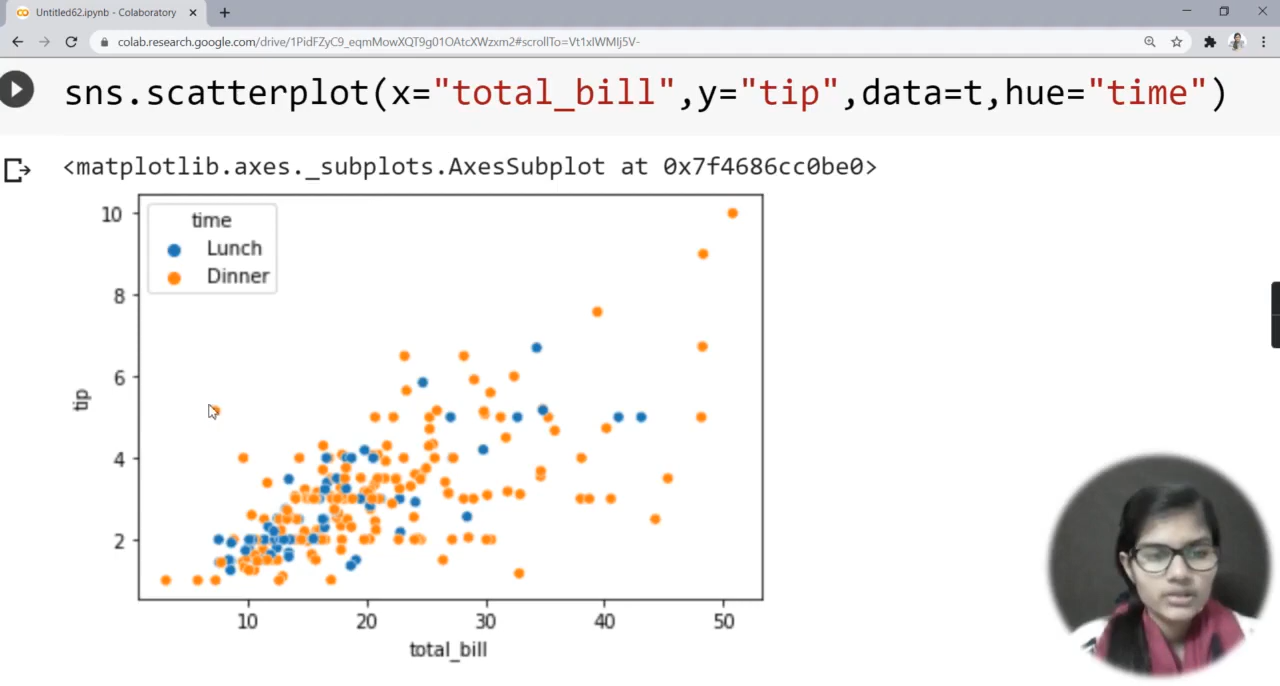 Untitled62.ipynb - Colaboratory
colab.research.google.com/drive/1PidFZyC9_eqmMowXQT9g01OAtcXWzxm2#scrollTo=Vt1xlWMIj5V-
sns.scatterplot(x="total_bill",y="tip",data=t,hue="time")
<matplotlib.axes._subplots.AxesSubplot at 0x7f4686cc0be0>
time
Lunch
Dinner
10
8
6
4
2
tip
10 20 30 40 50
total_bill